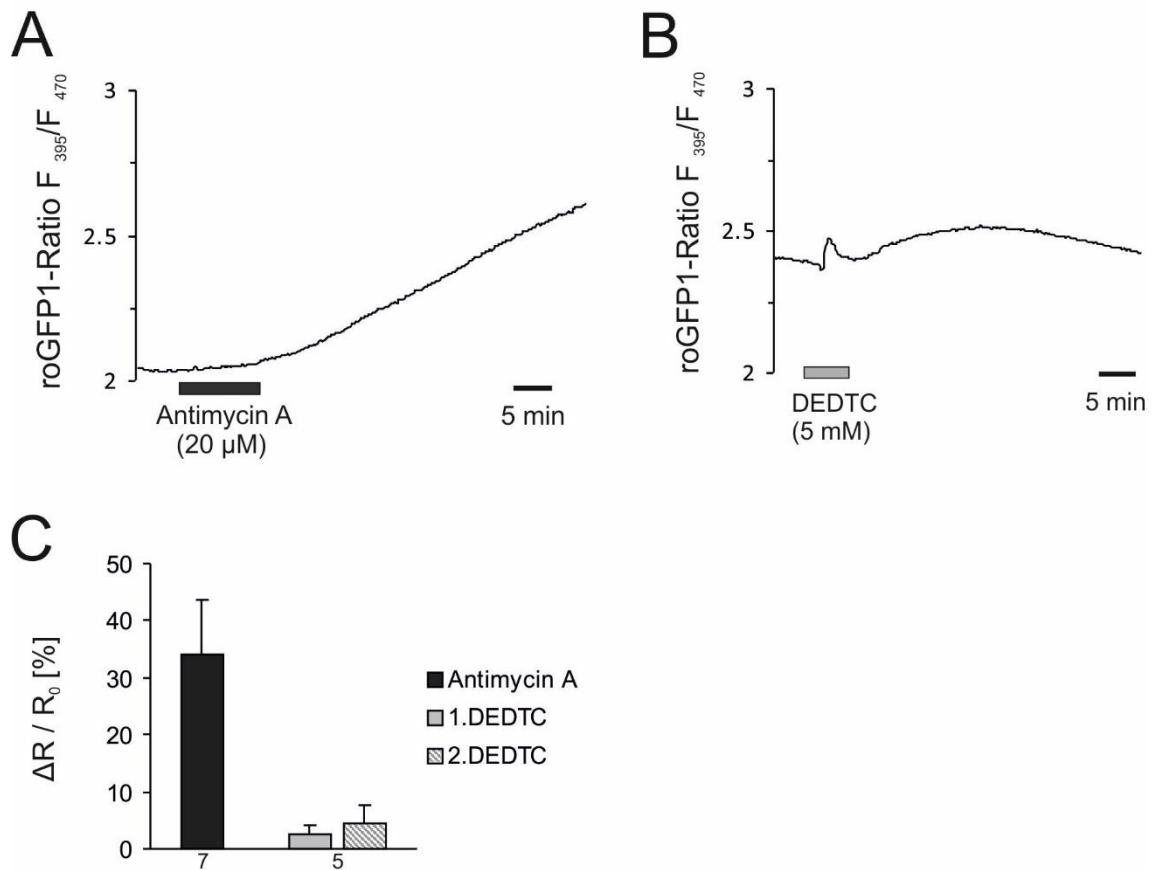 A
roGFP1-Ratio F 395/F 470
3
2.5
2
Antimycin A
(20 µM)
5 min
B
roGFP1-Ratio F 395/F 470
3
2.5
2
DEDTC
(5 mM)
5 min
C
ΔR / R0 [%]
50
40
30
20
10
0
7
5
Antimycin A
1.DEDTC
2.DEDTC